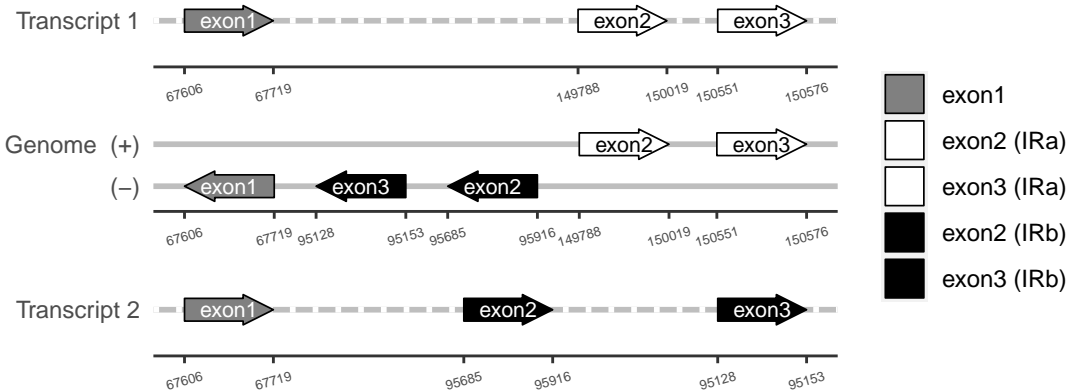 Transcript 1 exon1 exon2 exon3
67606 67719 149788 150019 150551 150576
Genome (+) exon2 exon3
(−) exon1 exon3 exon2
67606 67719 95128 95153 95685 95916 149788 150019 150551 150576
Transcript 2 exon1 exon2 exon3
67606 67719 95685 95916 95128 95153
exon1
exon2 (IRa)
exon3 (IRa)
exon2 (IRb)
exon3 (IRb)